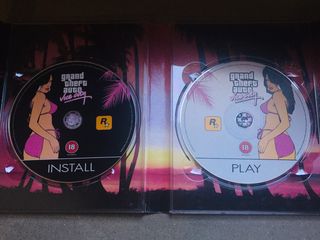 grand
theft
auto
Vice City
R
18
INSTALL
grand
theft
auto
Vice City
R
18
PLAY